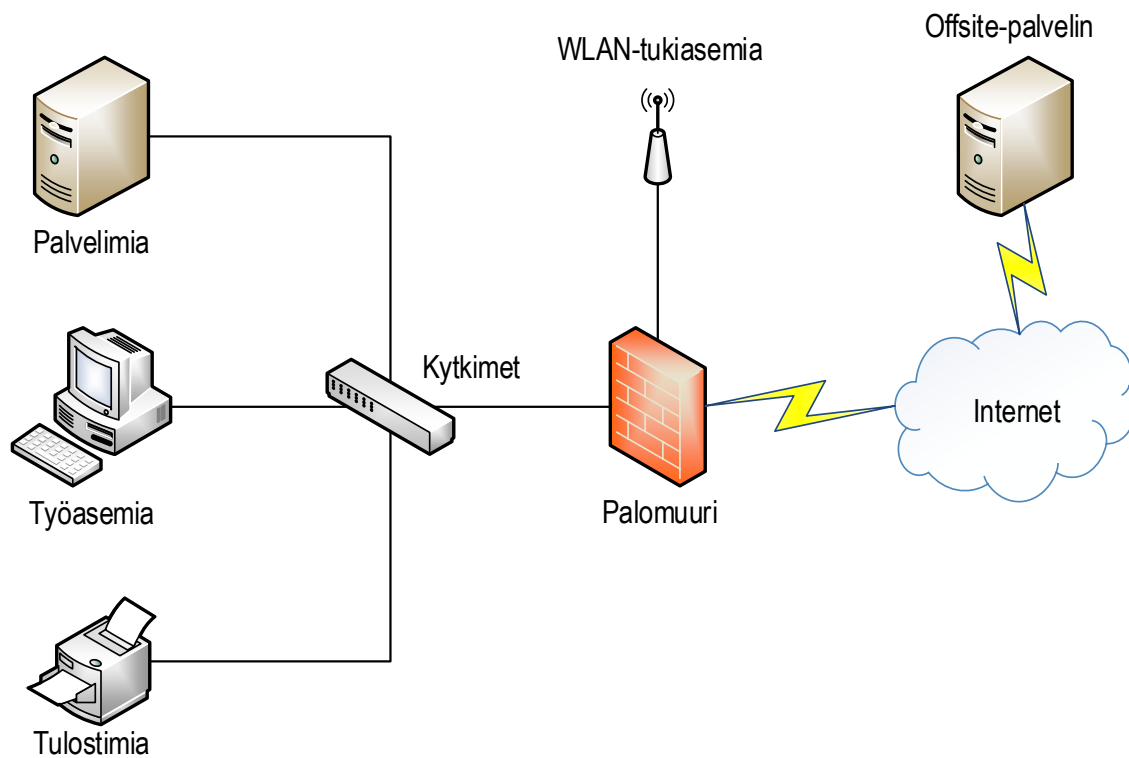 Offsite-palvelin
WLAN-tukiasemia
Palvelimia
Kytkimet
Internet
Työasemia
Palomuuri
Tulostimia